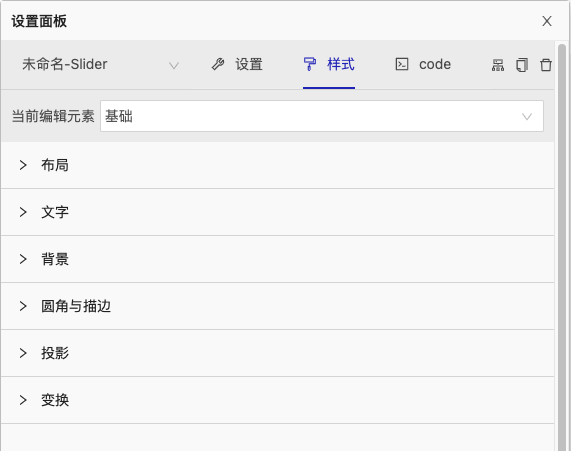 设置面板
未命名-Slider 设置 样式 code
当前编辑元素 基础
布局
文字
背景
圆角与描边
投影
变换